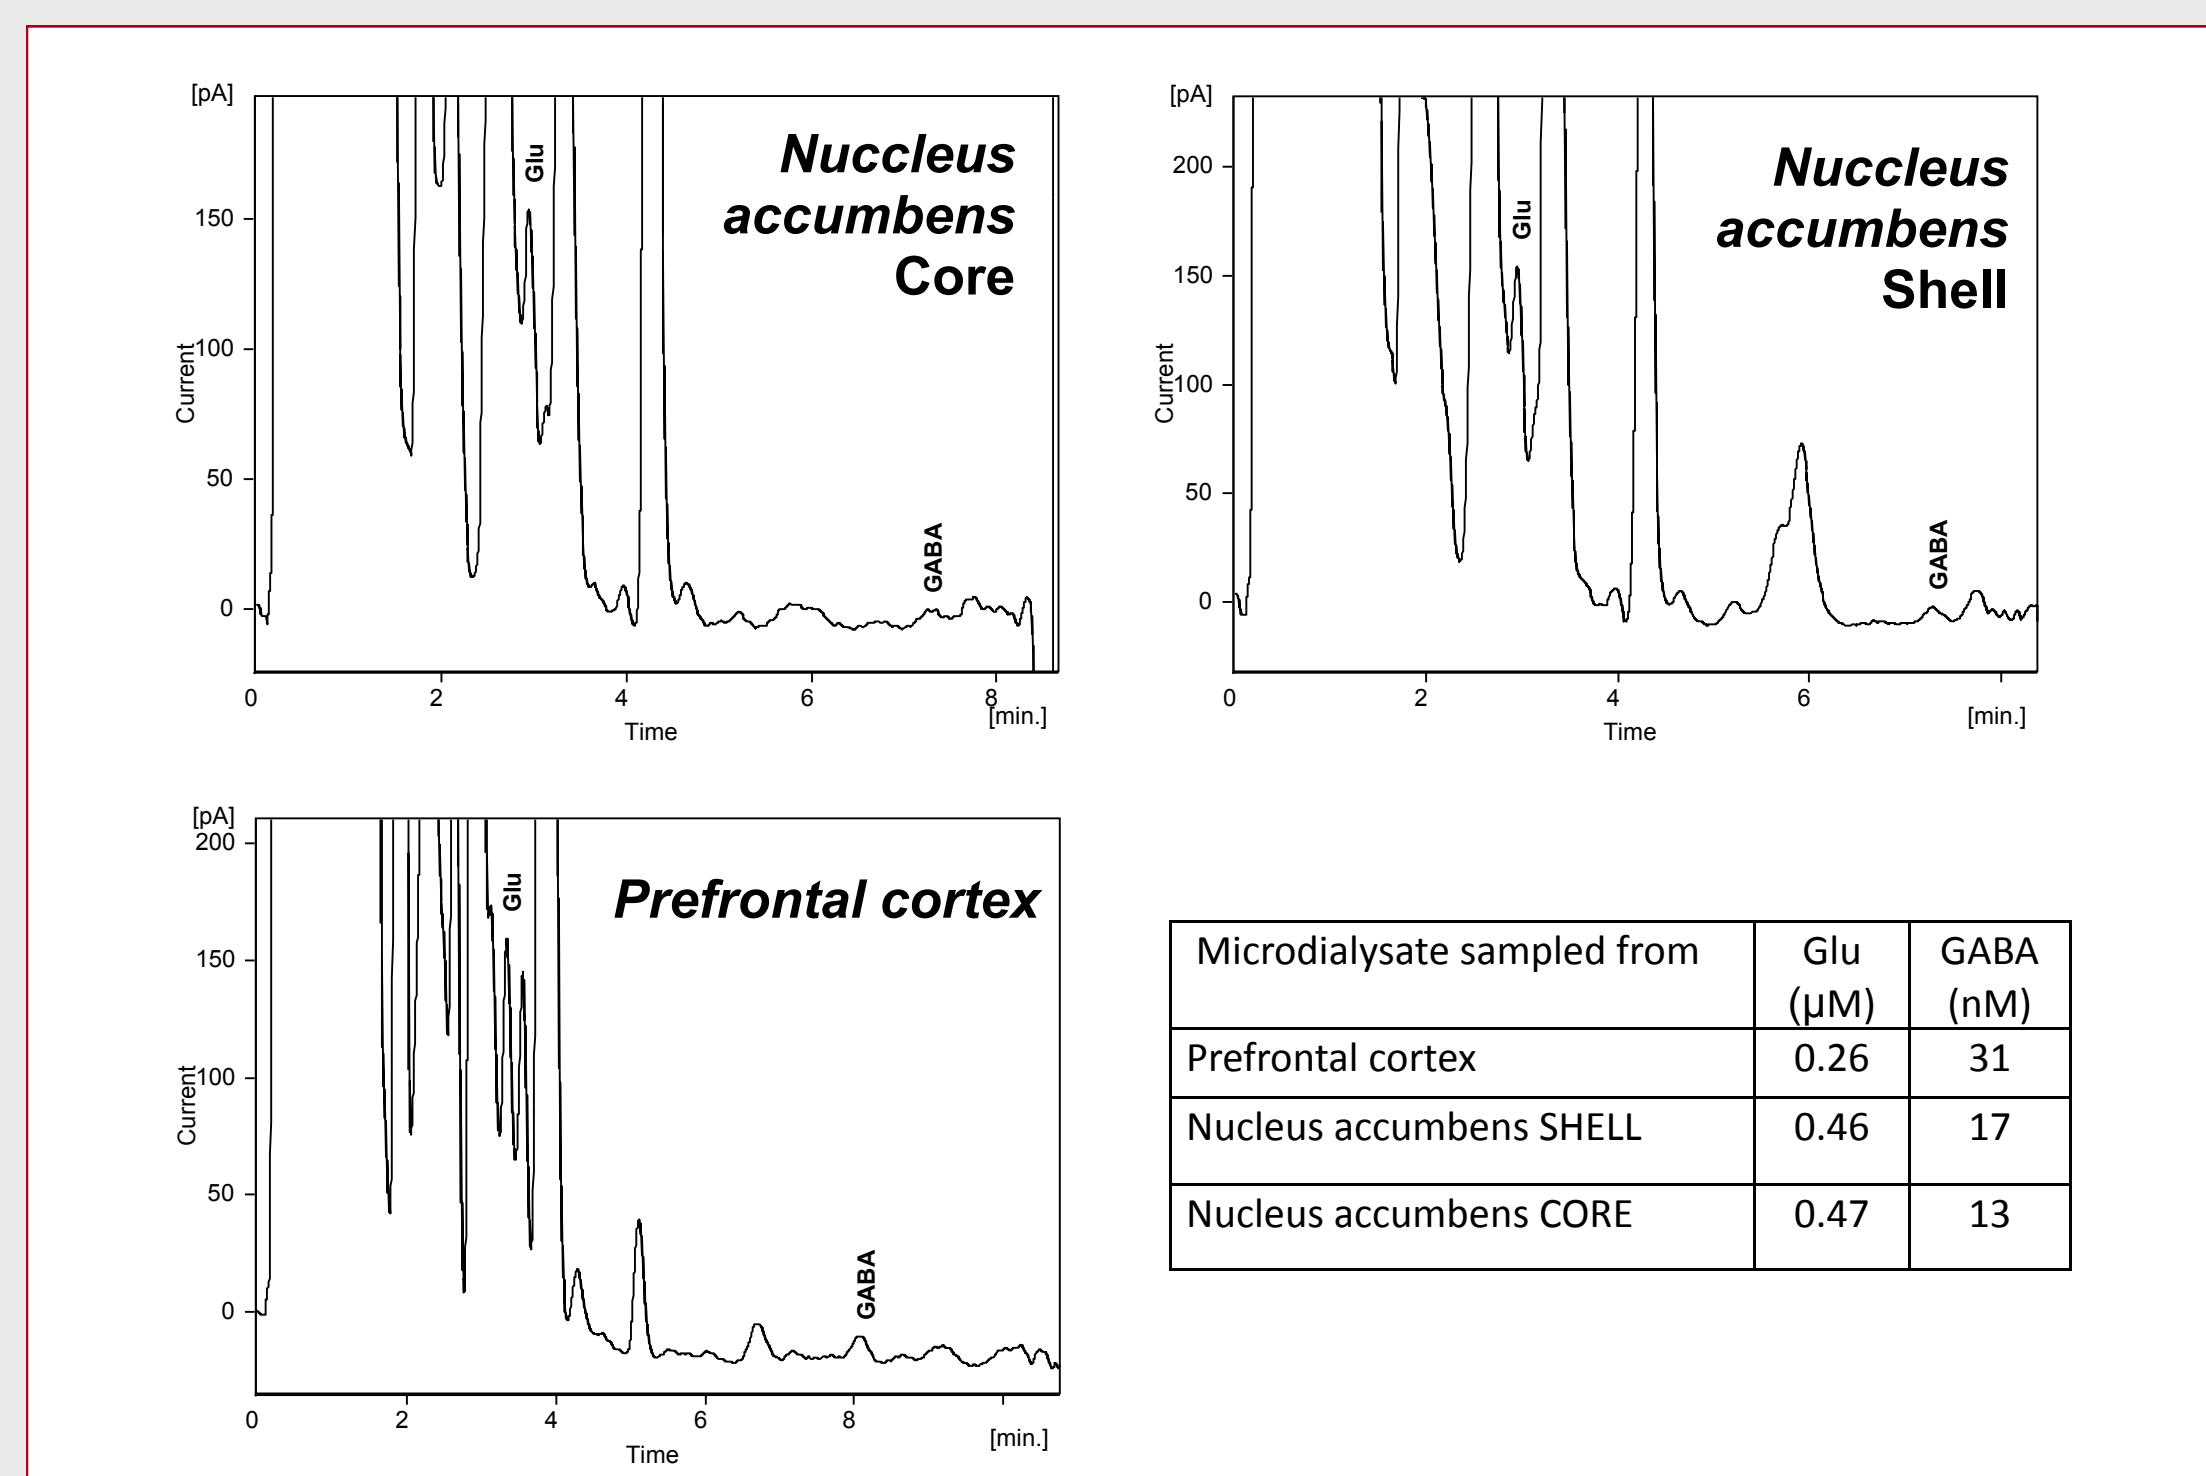 [pA]
150
100
50
0
Current
Glu
GABA
Nuccleus
accumbens
Core
0 2 4 6 8
[min.]
Time
[pA]
200
150
100
50
0
Current
Glu
GABA
Nuccleus
accumbens
Shell
0 2 4 6
[min.]
Time
[pA]
200
150
100
50
0
Current
Glu
GABA
Prefrontal cortex
0 2 4 6 8
[min.]
Time
Microdialysate sampled from Glu GABA
(µM) (nM)
Prefrontal cortex 0.26 31
Nucleus accumbens SHELL 0.46 17
Nucleus accumbens CORE 0.47 13